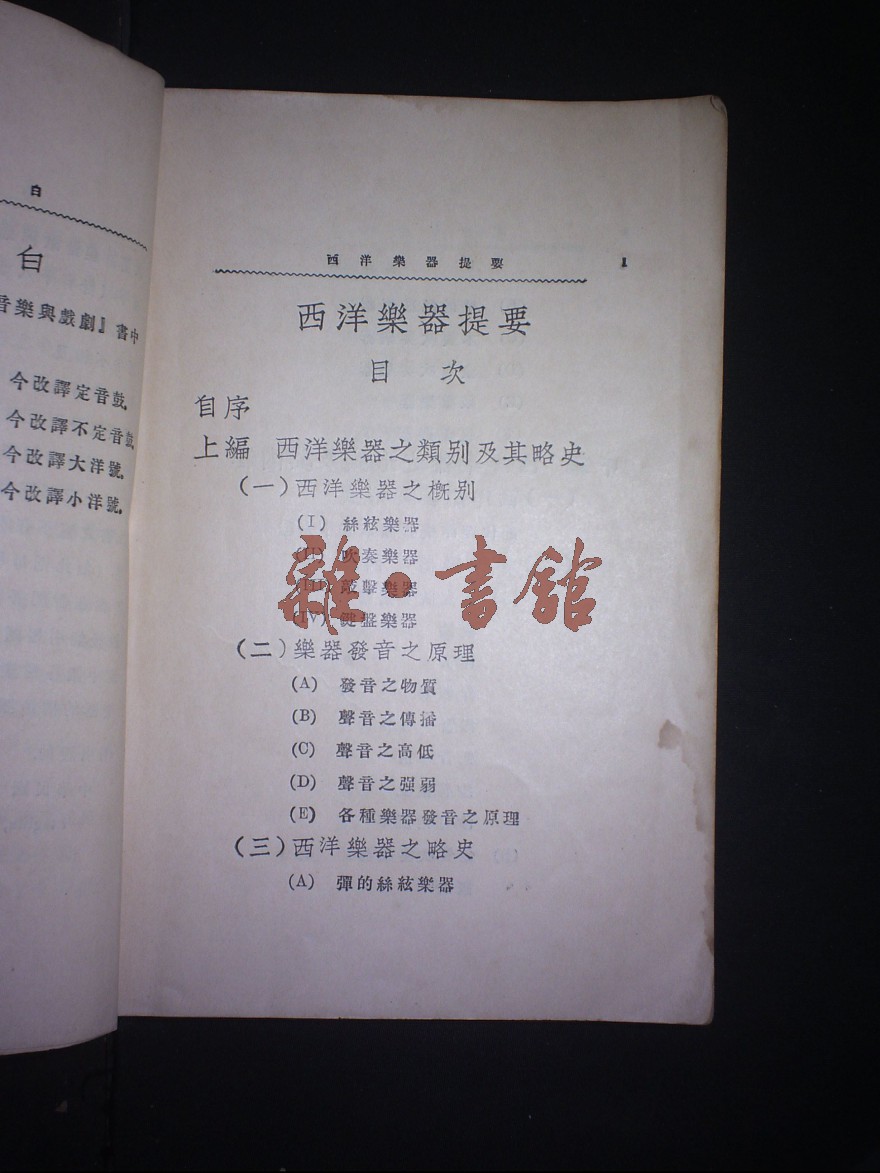 白
白
音樂與戲劇』書中
今改譯定音鼓.
今改譯不定音鼓.
今改譯大洋號.
今改譯小洋號.
西洋樂器提要 1
西洋樂器提要
目次
自序
上編 西洋樂器之類别及其略史
(一)西洋樂器之概别
(I) 絲絃樂器
(II) 吹奏樂器
(III) 敲擊樂器
(IV) 鍵盤樂器
(二)樂器發音之原理
(A) 發音之物質
(B) 聲音之傳播
(C) 聲音之高低
(D) 聲音之强弱
(E) 各種樂器發音之原理
(三)西洋樂器之略史
(A) 彈的絲絃樂器
雜·書館